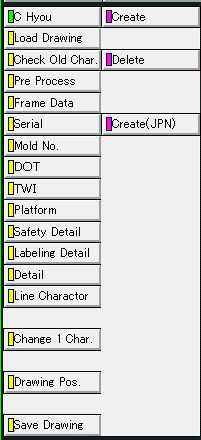 C Hyou
Create
Load Drawing
Check Old Char.
Delete
Pre Process
Frame Data
Serial
Create(JPN)
Mold No.
DOT
TWI
Platform
Safety Detail
Labeling Detail
Detail
Line Charactor
Change 1 Char.
Drawing Pos.
Save Drawing